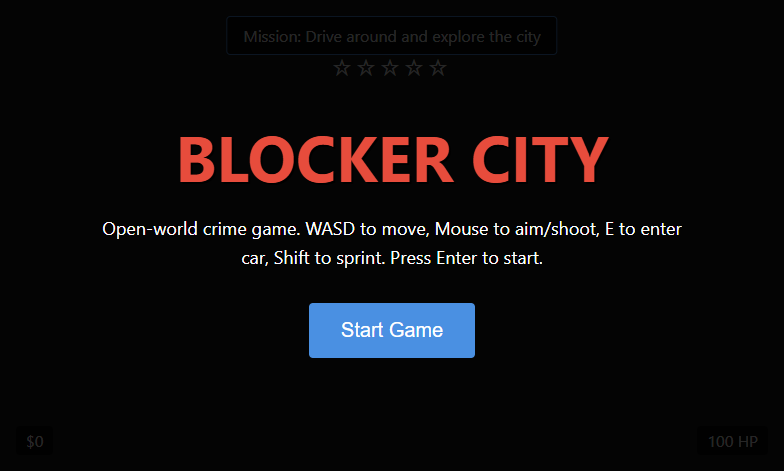 Mission: Drive around and explore the city
☆ ☆ ☆ ☆ ☆
BLOCKER CITY
Open-world crime game. WASD to move, Mouse to aim/shoot, E to enter
car, Shift to sprint. Press Enter to start.
Start Game
$0
100 HP